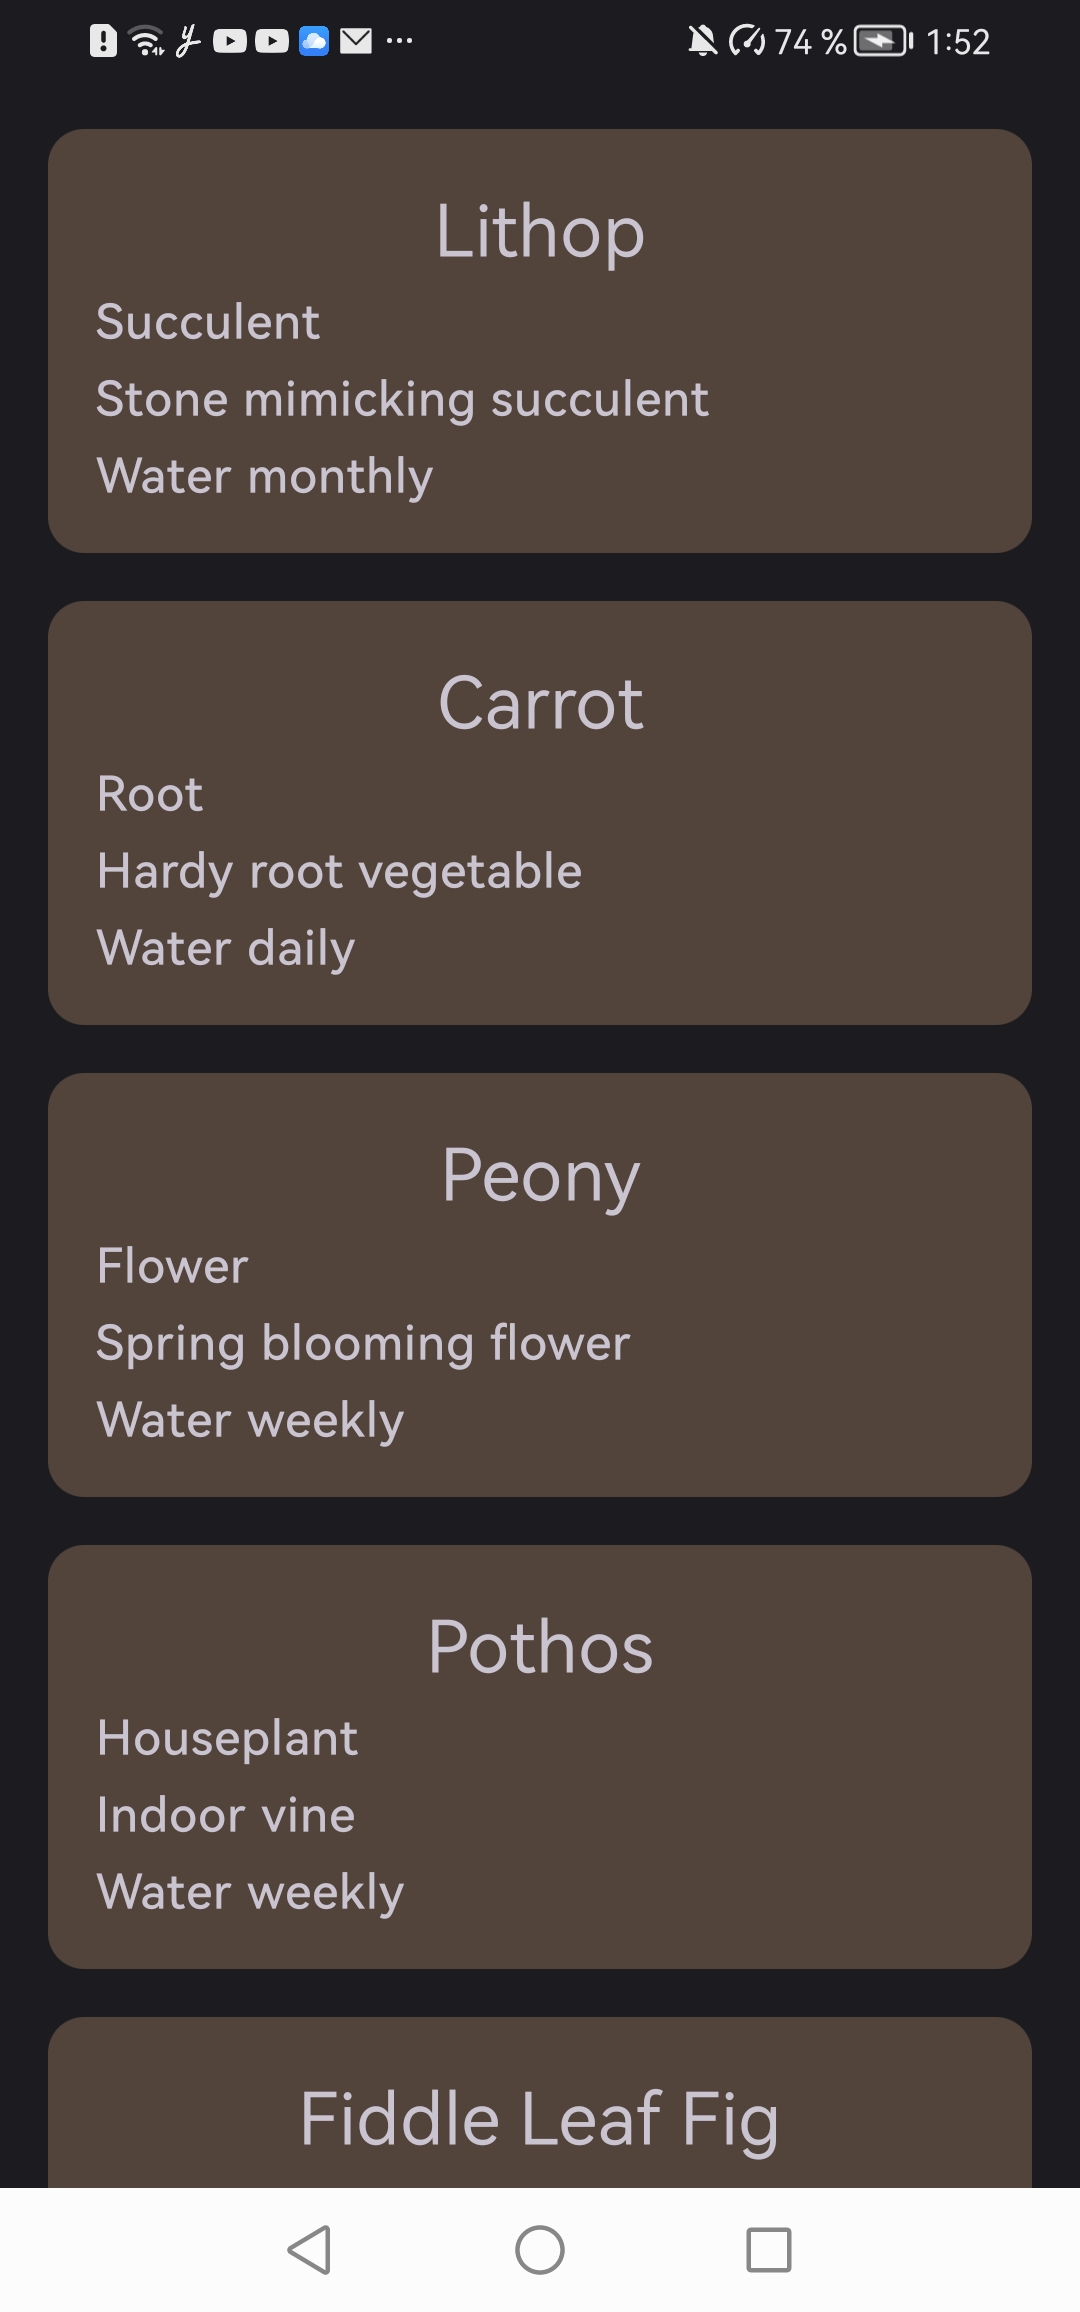 74 % 1:52
Lithop
Succulent
Stone mimicking succulent
Water monthly
Carrot
Root
Hardy root vegetable
Water daily
Peony
Flower
Spring blooming flower
Water weekly
Pothos
Houseplant
Indoor vine
Water weekly
Fiddle Leaf Fig